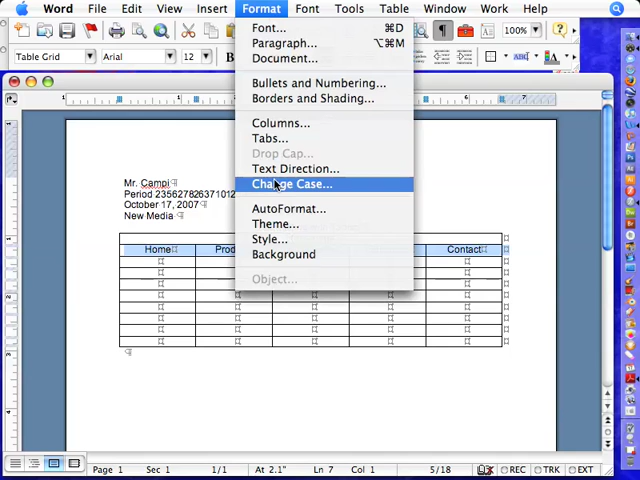 Word File Edit View Insert Format Font Tools Table Window Work Help
Table Grid Arial 12 B 100%
Font... ⌘D
Paragraph... ⌥⌘M
Document...
Bullets and Numbering...
Borders and Shading...
Columns...
Tabs...
Drop Cap...
Text Direction...
Change Case...
AutoFormat...
Theme...
Style...
Background
Object...
Mr. Campi¶
Period 23562782637101
October 17, 2007¶
New Media¶
Home¤ Prod Contact¤
Page 1 Sec 1 1/1 At 2.1" Ln 7 Col 1 5/18 REC TRK EXT